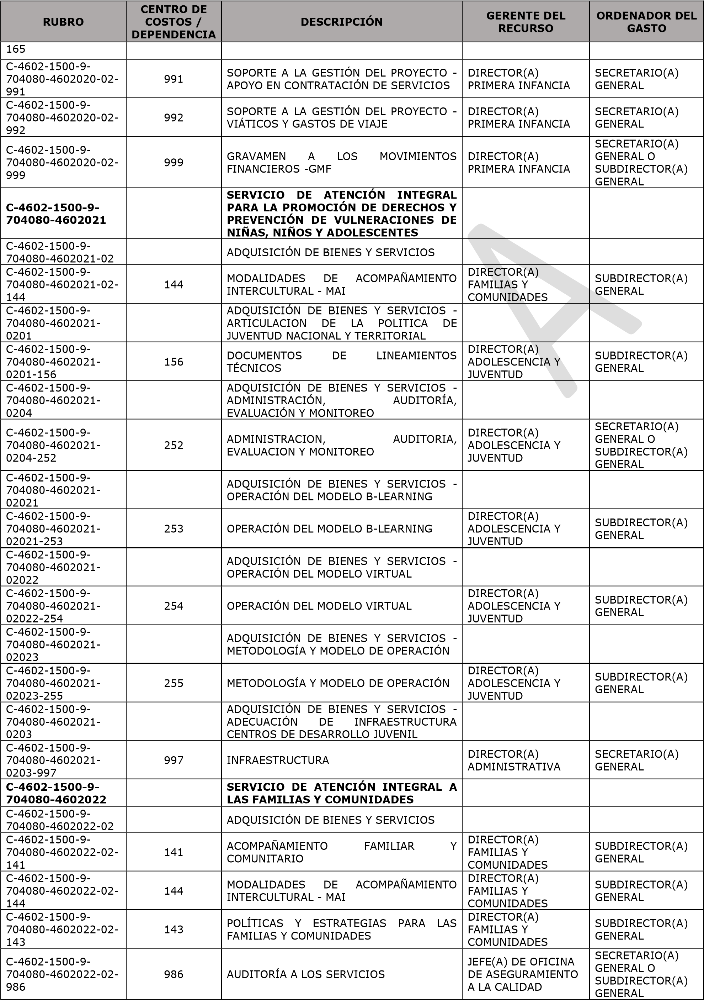 RUBRO
CENTRO DE
COSTOS /
DEPENDENCIA
DESCRIPCIÓN
GERENTE DEL
RECURSO
ORDENADOR DEL
GASTO
165
C-4602-1500-9-
704080-4602020-02-
991
991
SOPORTE A LA GESTIÓN DEL PROYECTO -
APOYO EN CONTRATACIÓN DE SERVICIOS
DIRECTOR(A)
PRIMERA INFANCIA
SECRETARIO(A)
GENERAL
C-4602-1500-9-
704080-4602020-02-
992
992
SOPORTE A LA GESTIÓN DEL PROYECTO -
VIÁTICOS Y GASTOS DE VIAJE
DIRECTOR(A)
PRIMERA INFANCIA
SECRETARIO(A)
GENERAL
C-4602-1500-9-
704080-4602020-02-
999
999
GRAVAMEN A LOS MOVIMIENTOS
FINANCIEROS -GMF
DIRECTOR(A)
PRIMERA INFANCIA
SECRETARIO(A)
GENERAL O
SUBDIRECTOR(A)
GENERAL
C-4602-1500-9-
704080-4602021
SERVICIO DE ATENCIÓN INTEGRAL
PARA LA PROMOCIÓN DE DERECHOS Y
PREVENCIÓN DE VULNERACIONES DE
NIÑAS, NIÑOS Y ADOLESCENTES
C-4602-1500-9-
704080-4602021-02
ADQUISICIÓN DE BIENES Y SERVICIOS
C-4602-1500-9-
704080-4602021-02-
144
144
MODALIDADES DE ACOMPAÑAMIENTO
INTERCULTURAL - MAI
DIRECTOR(A)
FAMILIAS Y
COMUNIDADES
SUBDIRECTOR(A)
GENERAL
C-4602-1500-9-
704080-4602021-
0201
ADQUISICIÓN DE BIENES Y SERVICIOS -
ARTICULACION DE LA POLITICA DE
JUVENTUD NACIONAL Y TERRITORIAL
C-4602-1500-9-
704080-4602021-
0201-156
156
DOCUMENTOS DE LINEAMIENTOS
TÉCNICOS
DIRECTOR(A)
ADOLESCENCIA Y
JUVENTUD
SUBDIRECTOR(A)
GENERAL
C-4602-1500-9-
704080-4602021-
0204
ADQUISICIÓN DE BIENES Y SERVICIOS -
ADMINISTRACIÓN, AUDITORÍA,
EVALUACIÓN Y MONITOREO
C-4602-1500-9-
704080-4602021-
0204-252
252
ADMINISTRACION, AUDITORIA,
EVALUACION Y MONITOREO
DIRECTOR(A)
ADOLESCENCIA Y
JUVENTUD
SECRETARIO(A)
GENERAL O
SUBDIRECTOR(A)
GENERAL
C-4602-1500-9-
704080-4602021-
02021
ADQUISICIÓN DE BIENES Y SERVICIOS -
OPERACIÓN DEL MODELO B-LEARNING
C-4602-1500-9-
704080-4602021-
02021-253
253
OPERACIÓN DEL MODELO B-LEARNING
DIRECTOR(A)
ADOLESCENCIA Y
JUVENTUD
SUBDIRECTOR(A)
GENERAL
C-4602-1500-9-
704080-4602021-
02022
ADQUISICIÓN DE BIENES Y SERVICIOS -
OPERACIÓN DEL MODELO VIRTUAL
C-4602-1500-9-
704080-4602021-
02022-254
254
OPERACIÓN DEL MODELO VIRTUAL
DIRECTOR(A)
ADOLESCENCIA Y
JUVENTUD
SUBDIRECTOR(A)
GENERAL
C-4602-1500-9-
704080-4602021-
02023
ADQUISICIÓN DE BIENES Y SERVICIOS -
METODOLOGÍA Y MODELO DE OPERACIÓN
C-4602-1500-9-
704080-4602021-
02023-255
255
METODOLOGÍA Y MODELO DE OPERACIÓN
DIRECTOR(A)
ADOLESCENCIA Y
JUVENTUD
SUBDIRECTOR(A)
GENERAL
C-4602-1500-9-
704080-4602021-
0203
ADQUISICIÓN DE BIENES Y SERVICIOS -
ADECUACIÓN DE INFRAESTRUCTURA
CENTROS DE DESARROLLO JUVENIL
C-4602-1500-9-
704080-4602021-
0203-997
997
INFRAESTRUCTURA
DIRECTOR(A)
ADMINISTRATIVA
SECRETARIO(A)
GENERAL
C-4602-1500-9-
704080-4602022
SERVICIO DE ATENCIÓN INTEGRAL A
LAS FAMILIAS Y COMUNIDADES
C-4602-1500-9-
704080-4602022-02
ADQUISICIÓN DE BIENES Y SERVICIOS
C-4602-1500-9-
704080-4602022-02-
141
141
ACOMPAÑAMIENTO FAMILIAR Y
COMUNITARIO
DIRECTOR(A)
FAMILIAS Y
COMUNIDADES
SUBDIRECTOR(A)
GENERAL
C-4602-1500-9-
704080-4602022-02-
144
144
MODALIDADES DE ACOMPAÑAMIENTO
INTERCULTURAL - MAI
DIRECTOR(A)
FAMILIAS Y
COMUNIDADES
SUBDIRECTOR(A)
GENERAL
C-4602-1500-9-
704080-4602022-02-
143
143
POLÍTICAS Y ESTRATEGIAS PARA LAS
FAMILIAS Y COMUNIDADES
DIRECTOR(A)
FAMILIAS Y
COMUNIDADES
SUBDIRECTOR(A)
GENERAL
C-4602-1500-9-
704080-4602022-02-
986
986
AUDITORÍA A LOS SERVICIOS
JEFE(A) DE OFICINA
DE ASEGURAMIENTO
A LA CALIDAD
SECRETARIO(A)
GENERAL O
SUBDIRECTOR(A)
GENERAL
A